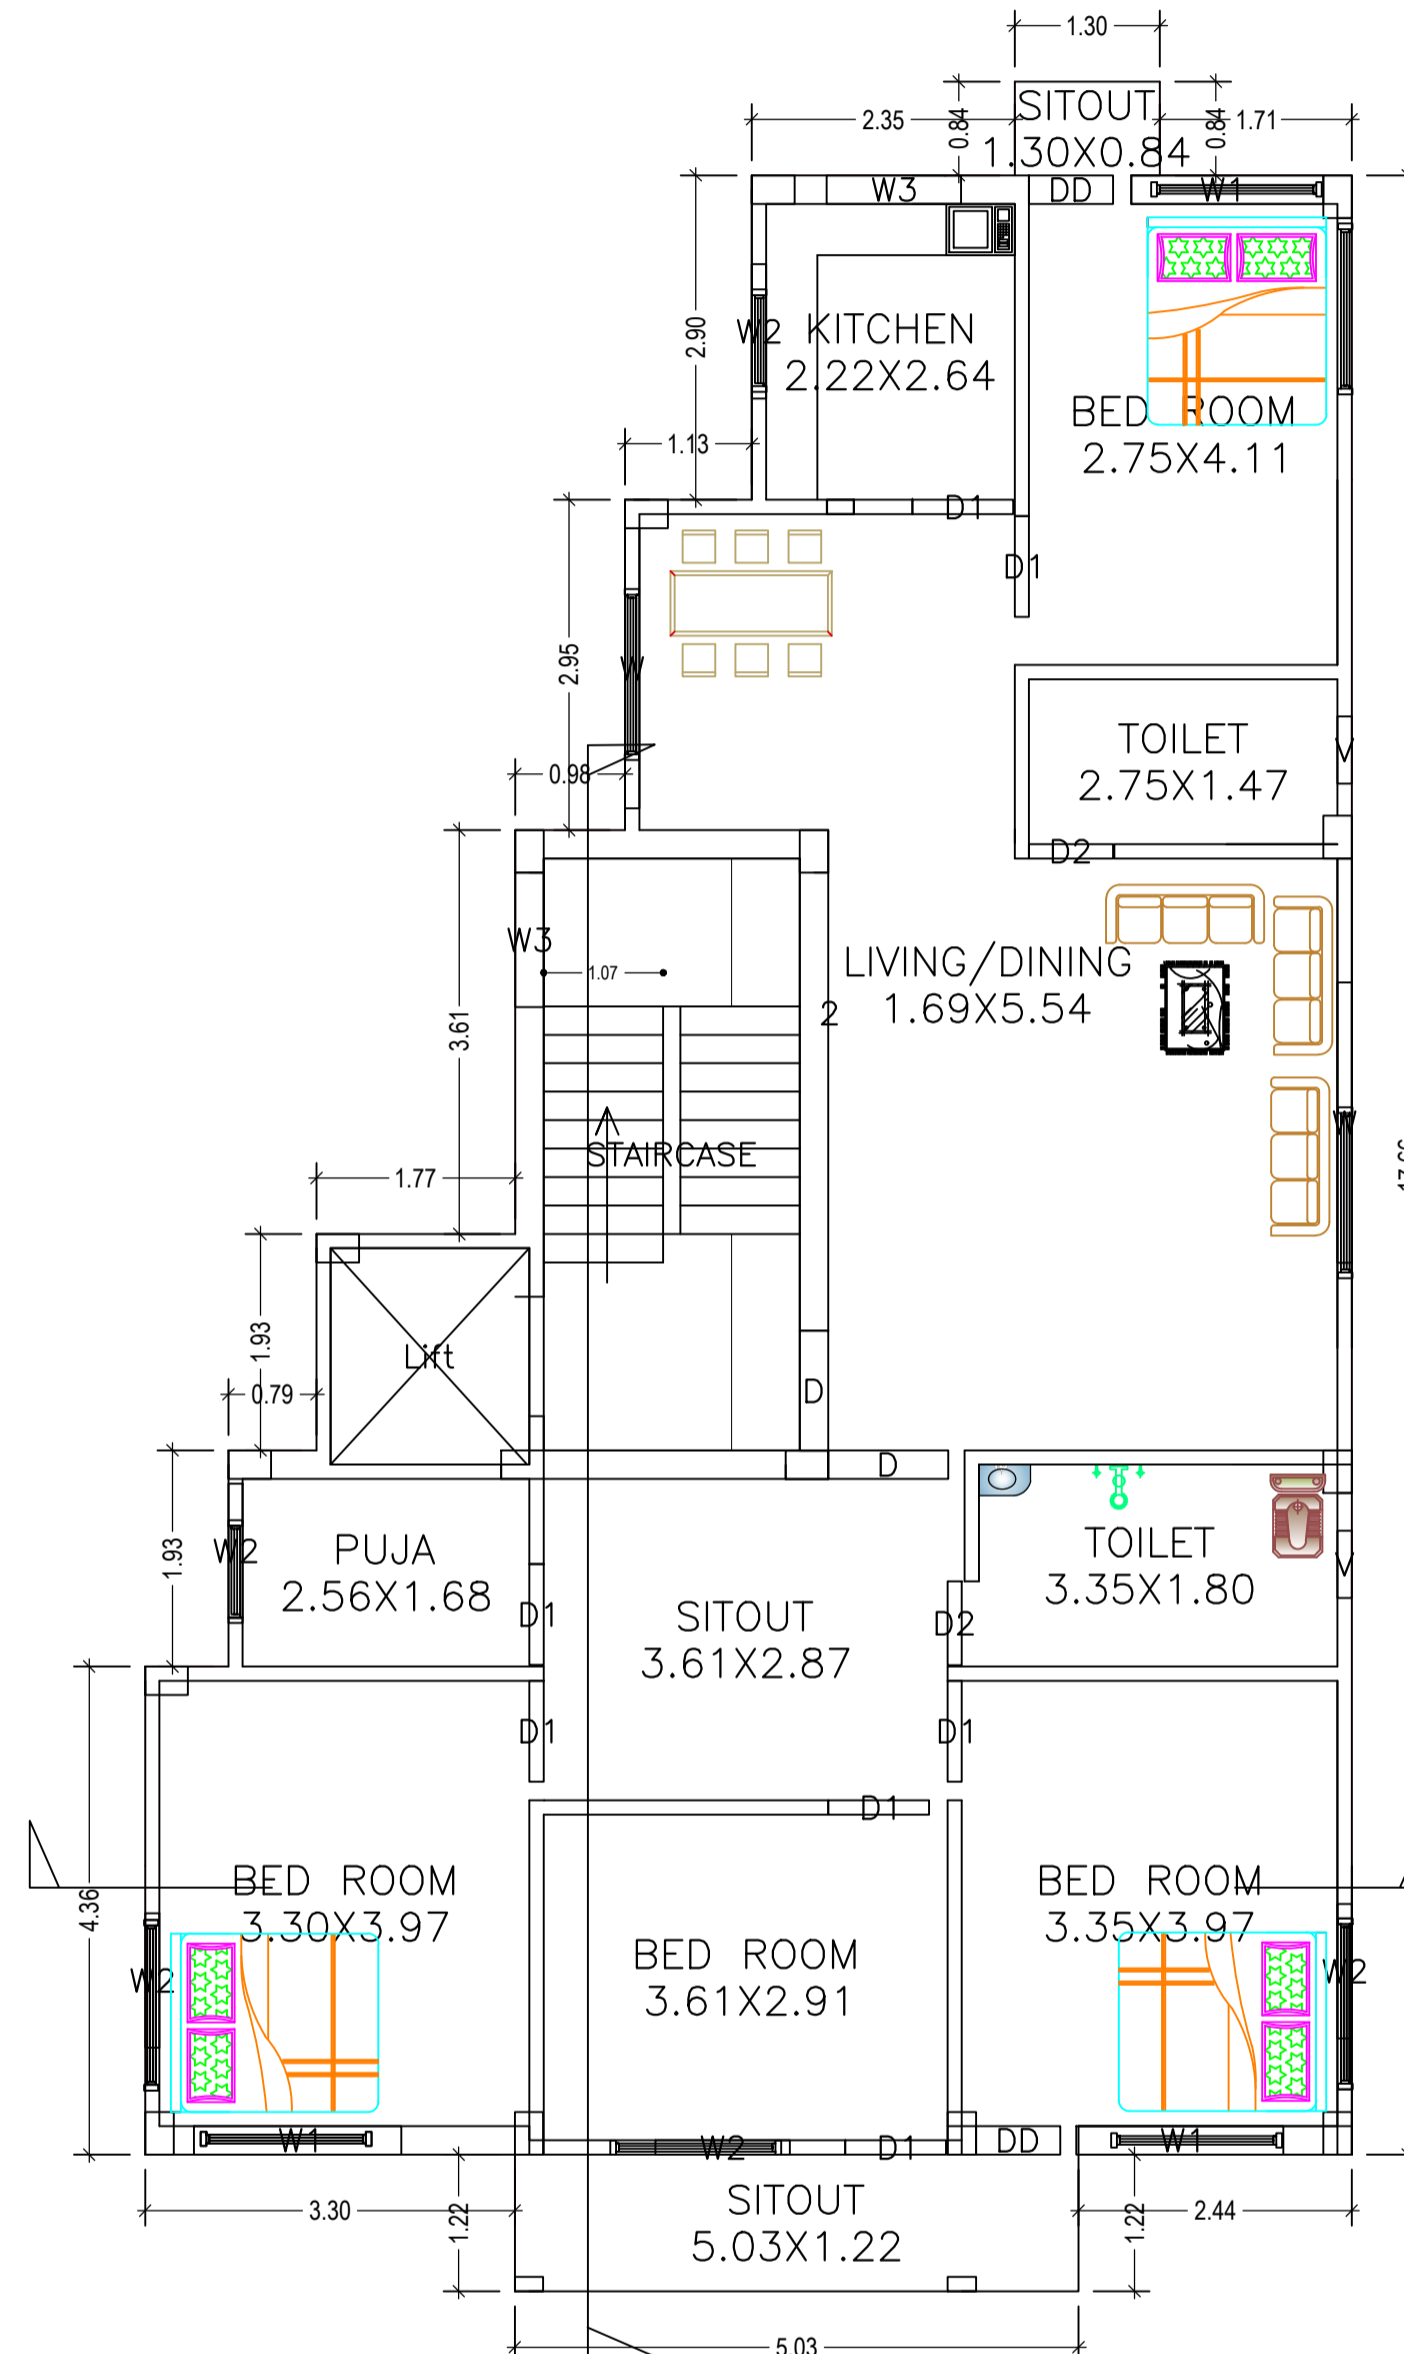 1.30
SITOUT
1.30X0.84
2.35
0.84
0.84
1.71
W3
DD
W1
2.90
W2
KITCHEN
2.22X2.64
BED ROOM
2.75X4.11
1.13
D1
D1
2.95
W
TOILET
2.75X1.47
V
0.98
D2
W3
LIVING/DINING
1.69X5.54
1.07
2
3.61
STAIRCASE
W
1.77
1.93
Lift
0.79
D
D
1.93
W2
PUJA
2.56X1.68
D1
SITOUT
3.61X2.87
D2
TOILET
3.35X1.80
V
D1
D1
D1
4.36
BED ROOM
3.30X3.97
BED ROOM
3.61X2.91
BED ROOM
3.35X3.97
W2
W2
W1
W2
D1
DD
W1
3.30
1.22
SITOUT
5.03X1.22
1.22
2.44
5.03